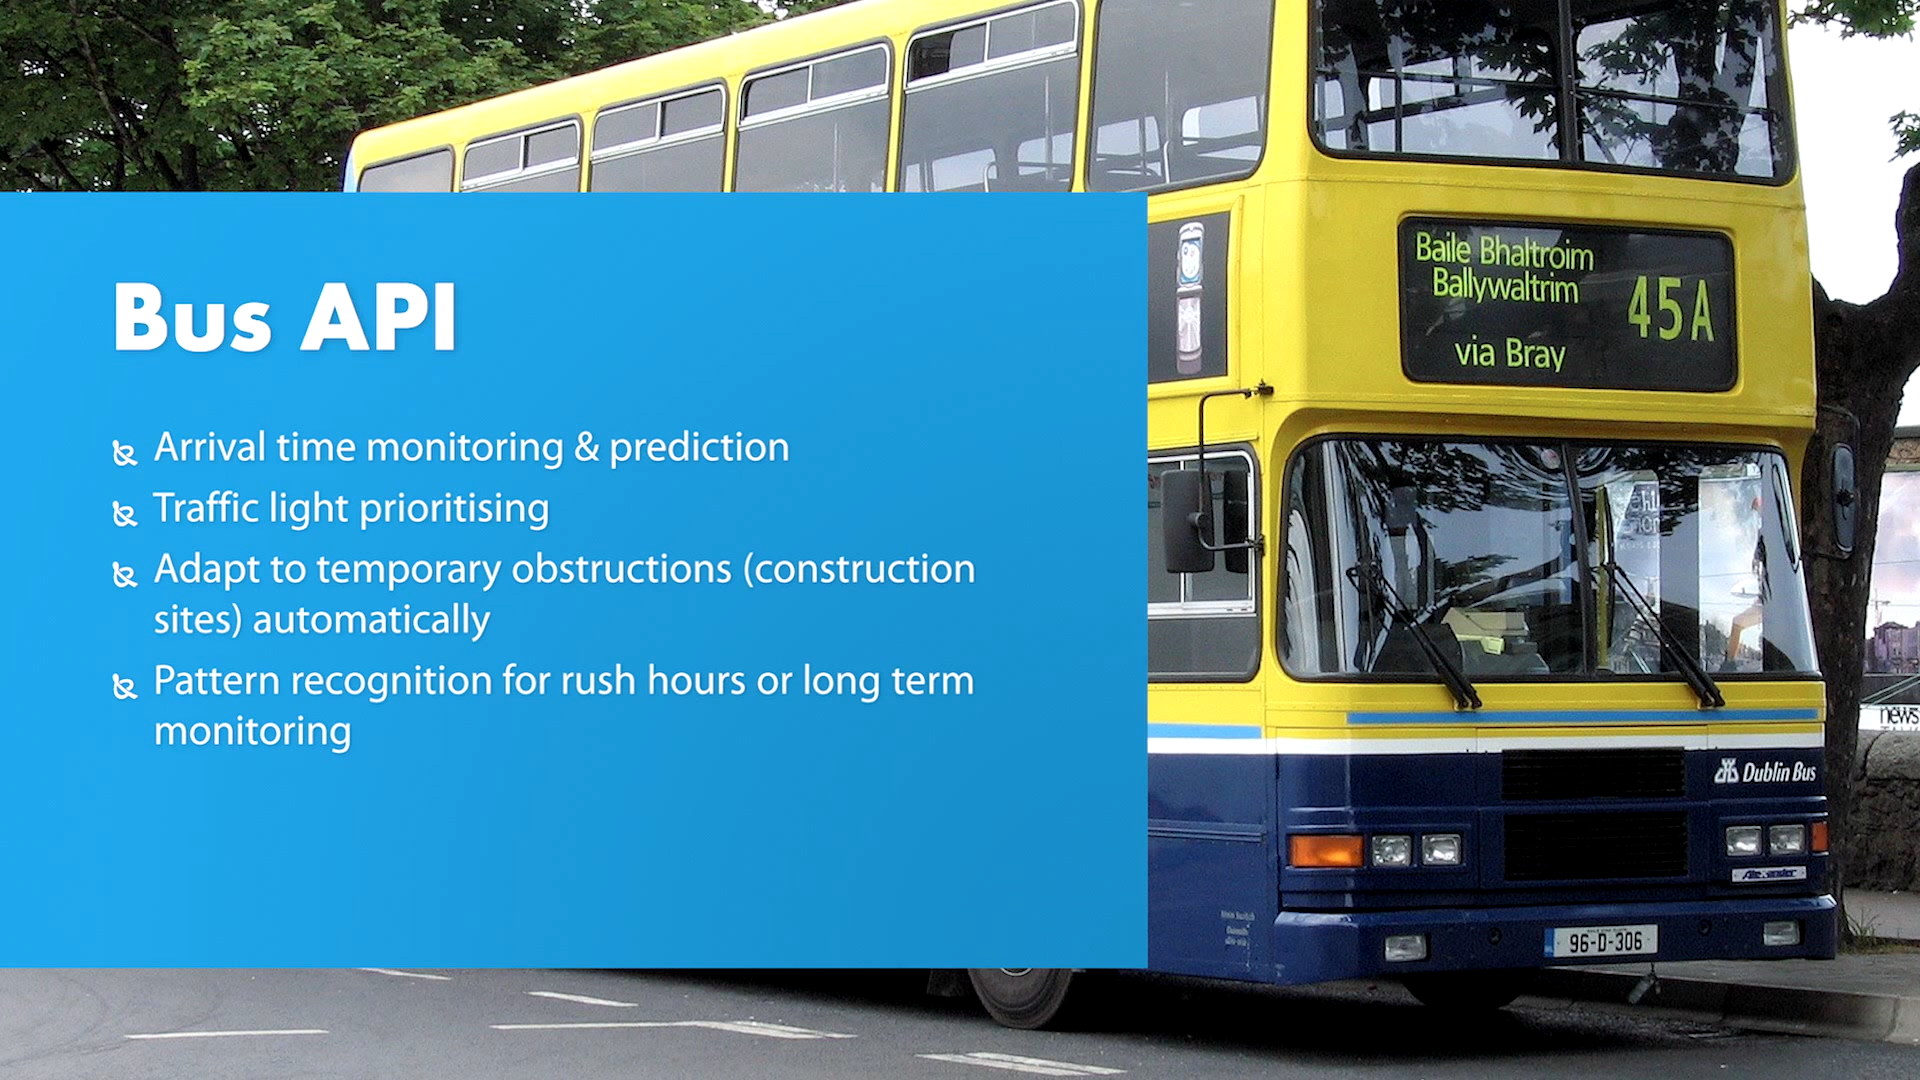 Bus API
Arrival time monitoring & prediction
Traffic light prioritising
Adapt to temporary obstructions (construction
sites) automatically
Pattern recognition for rush hours or long term
monitoring
Baile Bhaltroim
Ballywaltrim
45A
via Bray
news
Dublin Bus
96-D-306